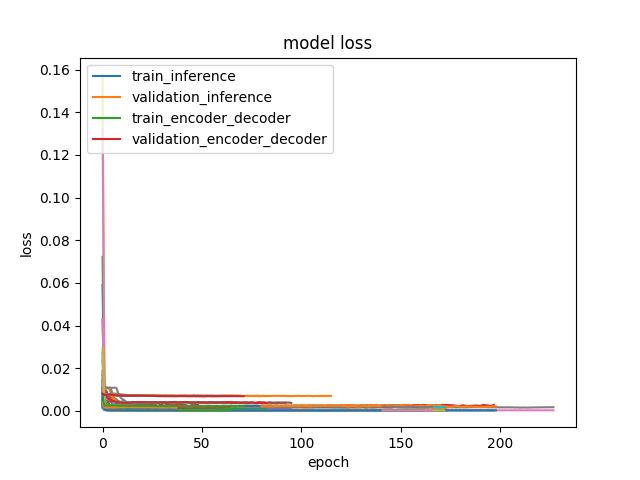 model loss
train_inference
validation_inference
train_encoder_decoder
validation_encoder_decoder
0.16
0.14
0.12
0.10
0.08
0.06
0.04
0.02
0.00
loss
0
50
100
150
200
epoch